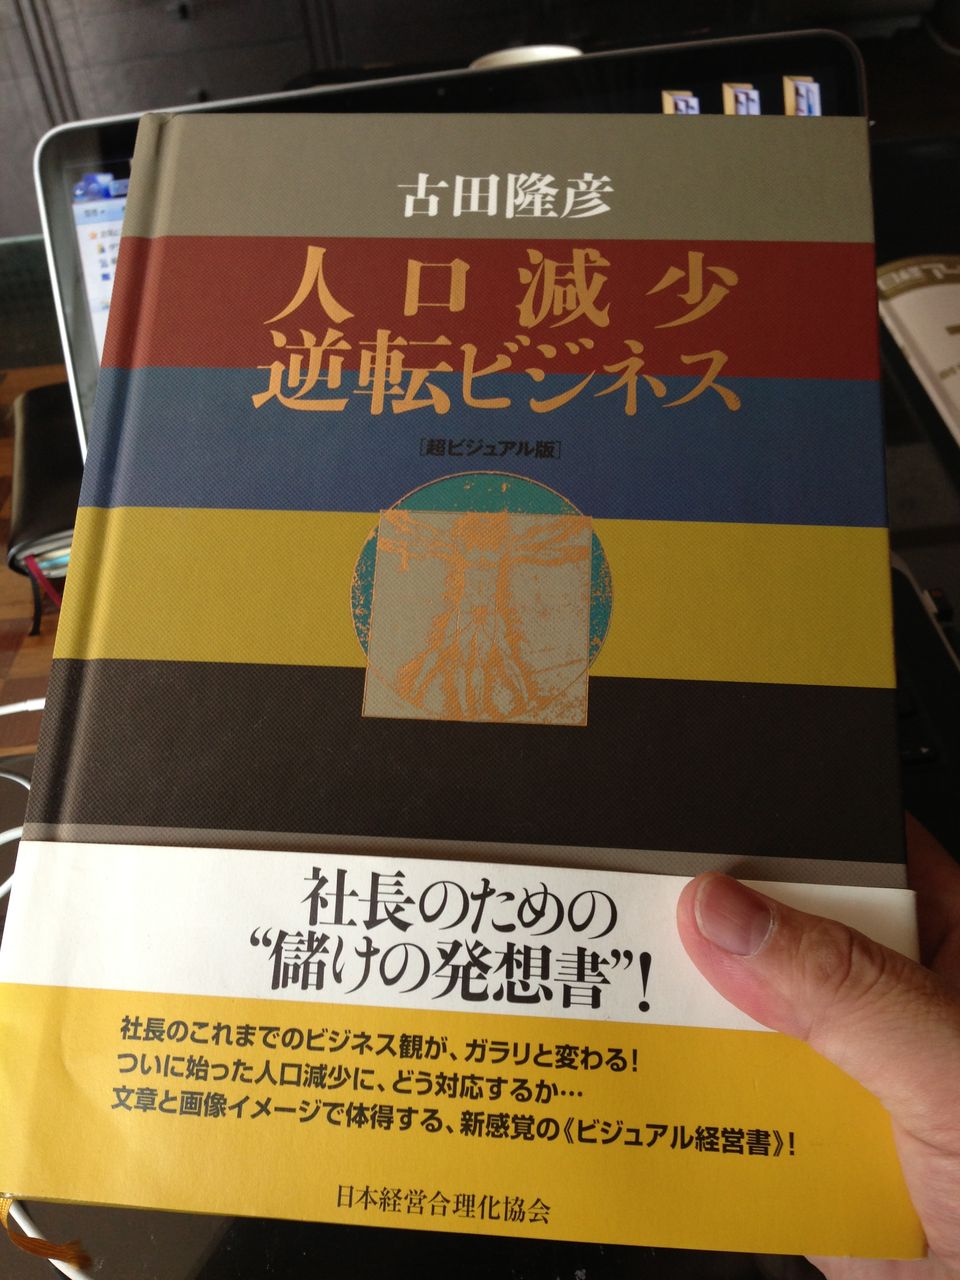 古田隆彦
人口減少
逆転ビジネス
[超ビジュアル版]
社長のための
“儲けの発想書”!
社長のこれまでのビジネス観が、ガラリと変わる!
ついに始った人口減少に、どう対応するか…
文章と画像イメージで体得する、新感覚の《ビジュアル経営書》!
日本経営合理化協会